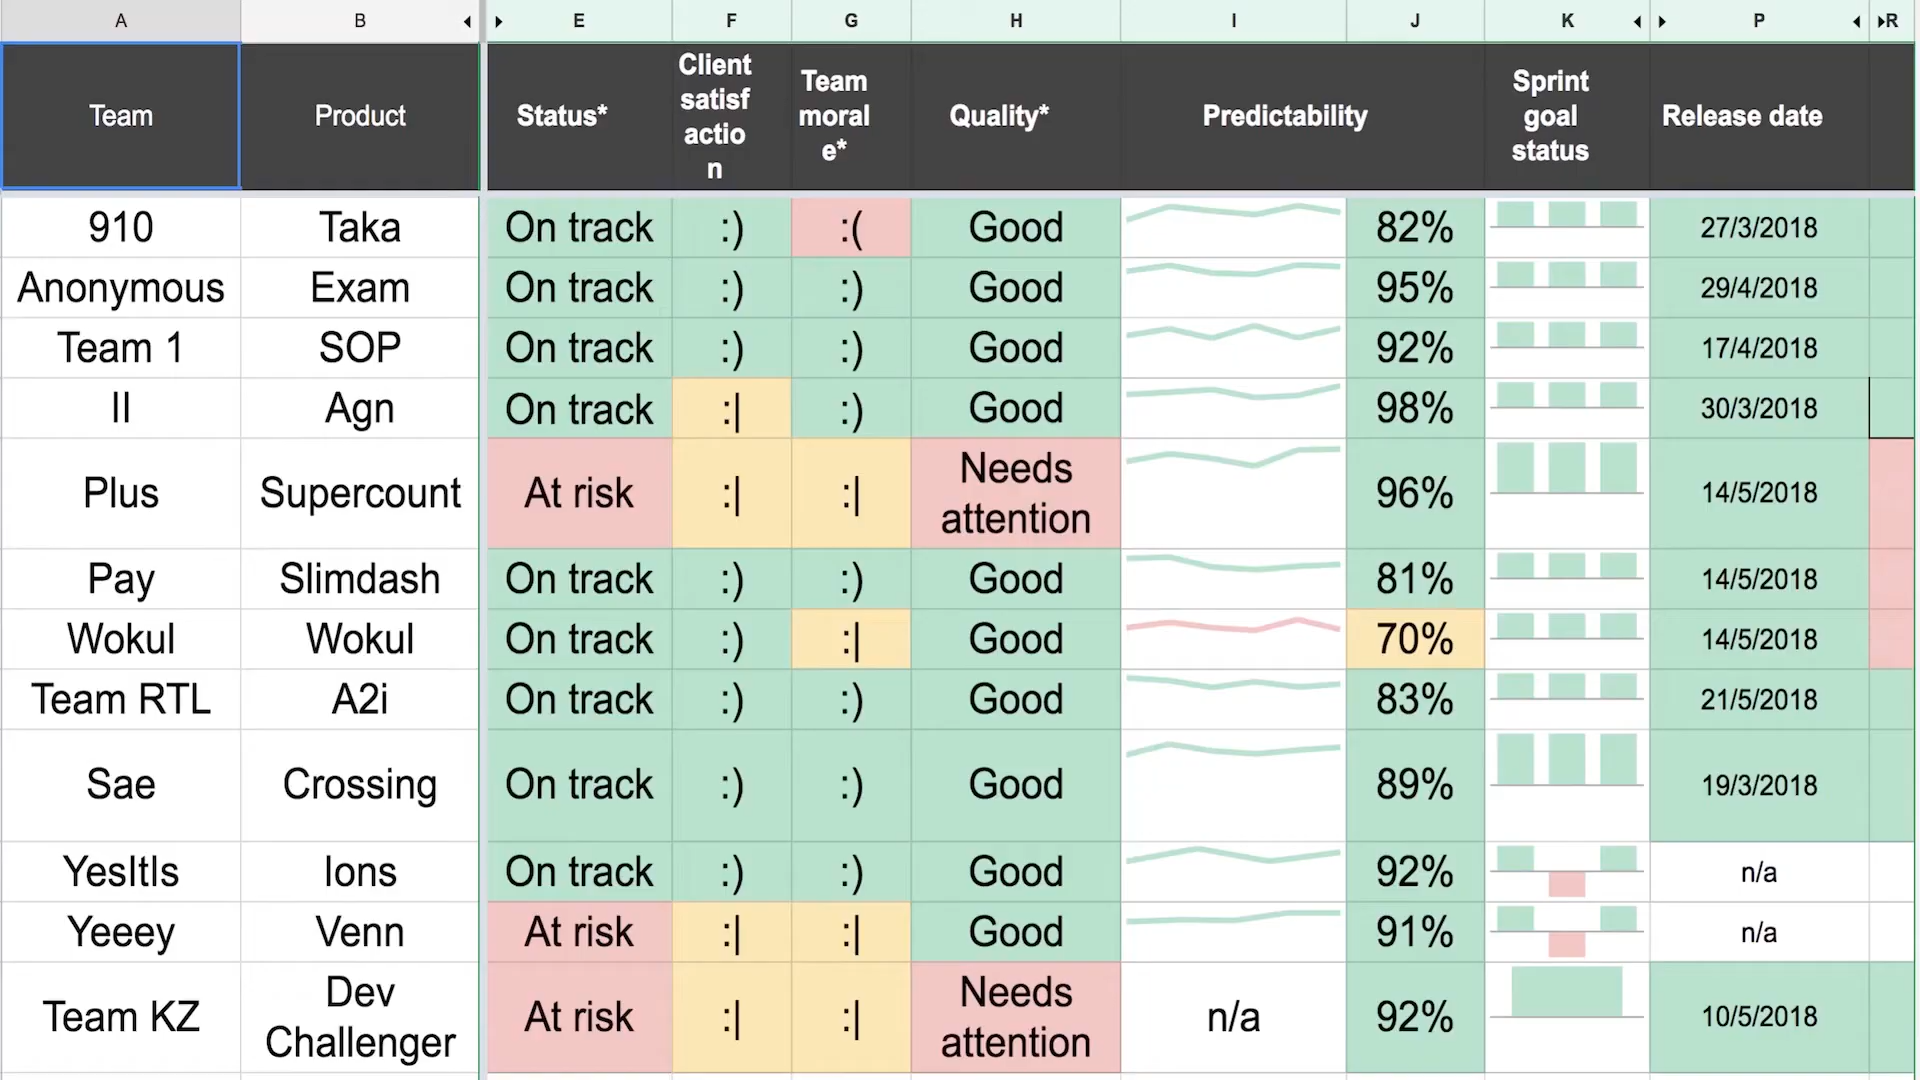 A B E F G H I J K P R
Team Product Status* Client satisf actio n Team moral e* Quality* Predictability Sprint goal status Release date
910 Taka On track :) :( Good 82% 27/3/2018
Anonymous Exam On track :) :) Good 95% 29/4/2018
Team 1 SOP On track :) :) Good 92% 17/4/2018
II Agn On track :| :) Good 98% 30/3/2018
Plus Supercount At risk :| :| Needs attention 96% 14/5/2018
Pay Slimdash On track :) :) Good 81% 14/5/2018
Wokul Wokul On track :) :| Good 70% 14/5/2018
Team RTL A2i On track :) :) Good 83% 21/5/2018
Sae Crossing On track :) :) Good 89% 19/3/2018
YesItIs Ions On track :) :) Good 92% n/a
Yeeey Venn At risk :| :| Good 91% n/a
Team KZ Dev Challenger At risk :| :| Needs attention n/a 92% 10/5/2018